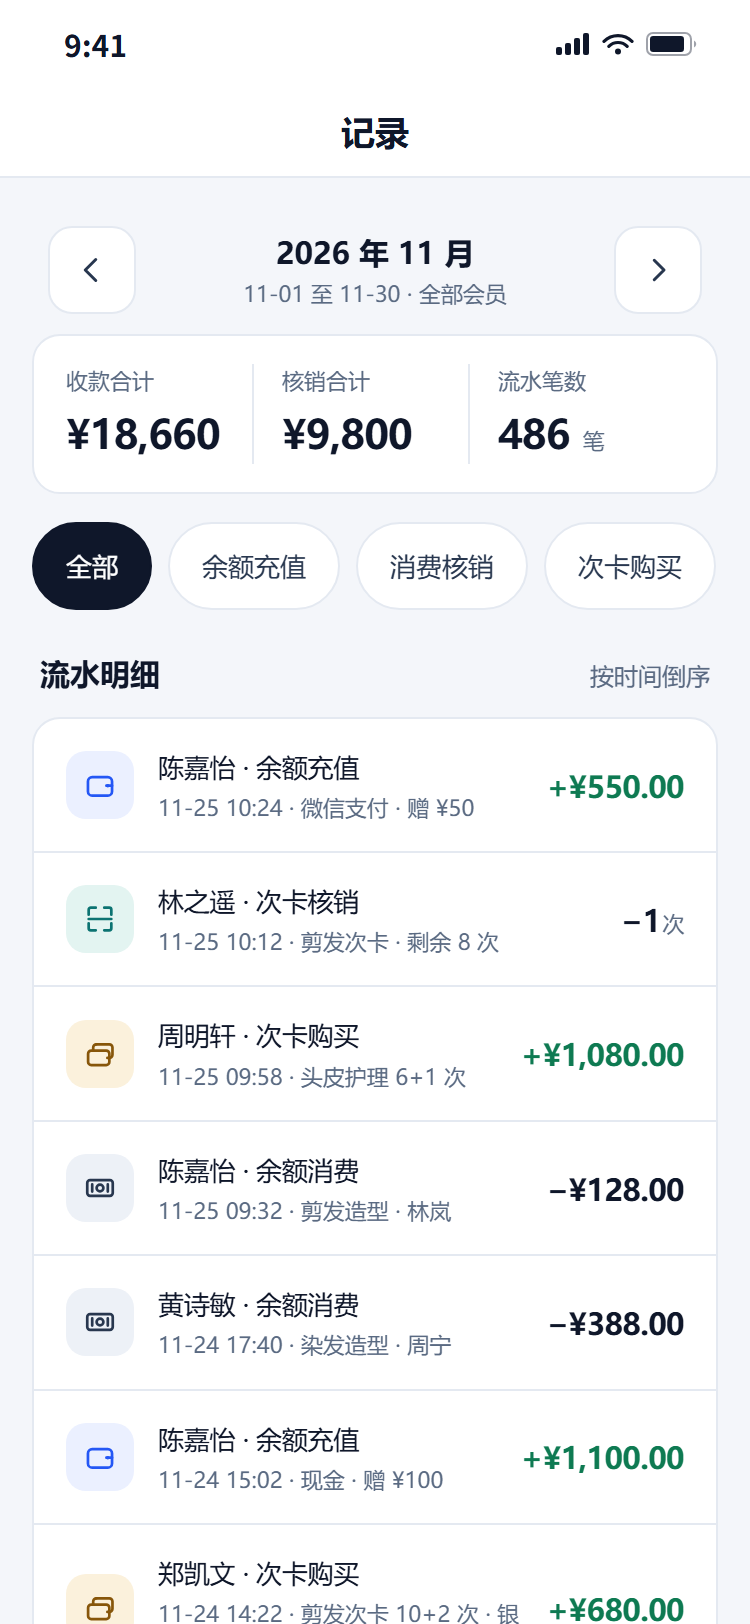 9:41
记录
2026 年 11 月
11-01 至 11-30 · 全部会员
收款合计 核销合计 流水笔数
¥18,660 ¥9,800 486 笔
全部 余额充值 消费核销 次卡购买
流水明细 按时间倒序
陈嘉怡 · 余额充值
11-25 10:24 · 微信支付 · 赠 ¥50
+¥550.00
林之遥 · 次卡核销
11-25 10:12 · 剪发次卡 · 剩余 8 次
−1次
周明轩 · 次卡购买
11-25 09:58 · 头皮护理 6+1 次
+¥1,080.00
陈嘉怡 · 余额消费
11-25 09:32 · 剪发造型 · 林岚
−¥128.00
黄诗敏 · 余额消费
11-24 17:40 · 染发造型 · 周宁
−¥388.00
陈嘉怡 · 余额充值
11-24 15:02 · 现金 · 赠 ¥100
+¥1,100.00
郑凯文 · 次卡购买
11-24 14:22 · 剪发次卡 10+2 次 · 银
+¥680.00